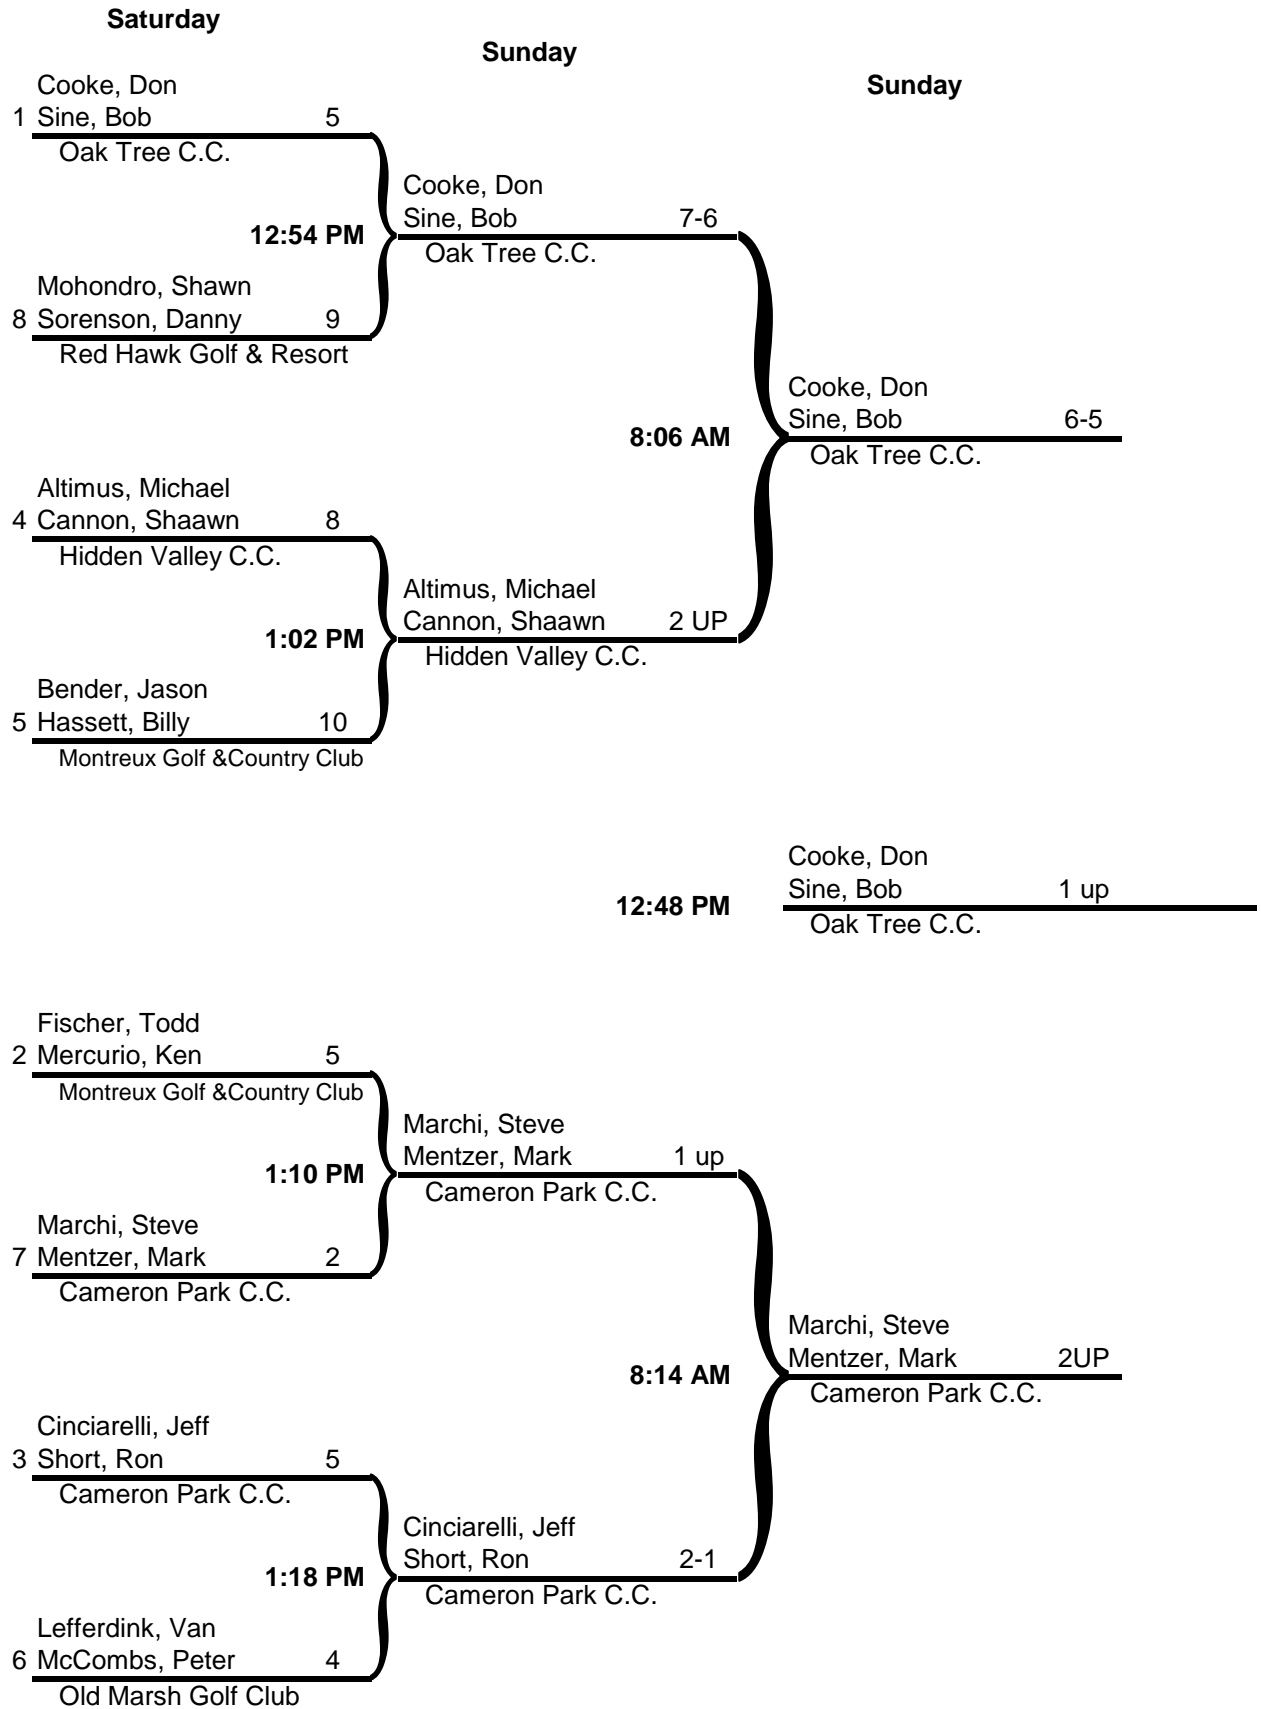 Saturday
Sunday
Sunday
Cooke, Don
1 Sine, Bob 5
Oak Tree C.C.
Cooke, Don
12:54 PM Sine, Bob 7-6
Oak Tree C.C.
Mohondro, Shawn
8 Sorenson, Danny 9
Red Hawk Golf & Resort
Cooke, Don
8:06 AM Sine, Bob 6-5
Oak Tree C.C.
Altimus, Michael
4 Cannon, Shaawn 8
Hidden Valley C.C.
Altimus, Michael
1:02 PM Cannon, Shaawn 2 UP
Hidden Valley C.C.
Bender, Jason
5 Hassett, Billy 10
Montreux Golf &Country Club
Cooke, Don
12:48 PM Sine, Bob 1 up
Oak Tree C.C.
Fischer, Todd
2 Mercurio, Ken 5
Montreux Golf &Country Club
Marchi, Steve
1:10 PM Mentzer, Mark 1 up
Cameron Park C.C.
Marchi, Steve
7 Mentzer, Mark 2
Cameron Park C.C.
Marchi, Steve
8:14 AM Mentzer, Mark 2UP
Cameron Park C.C.
Cinciarelli, Jeff
3 Short, Ron 5
Cameron Park C.C.
Cinciarelli, Jeff
1:18 PM Short, Ron 2-1
Cameron Park C.C.
Lefferdink, Van
6 McCombs, Peter 4
Old Marsh Golf Club